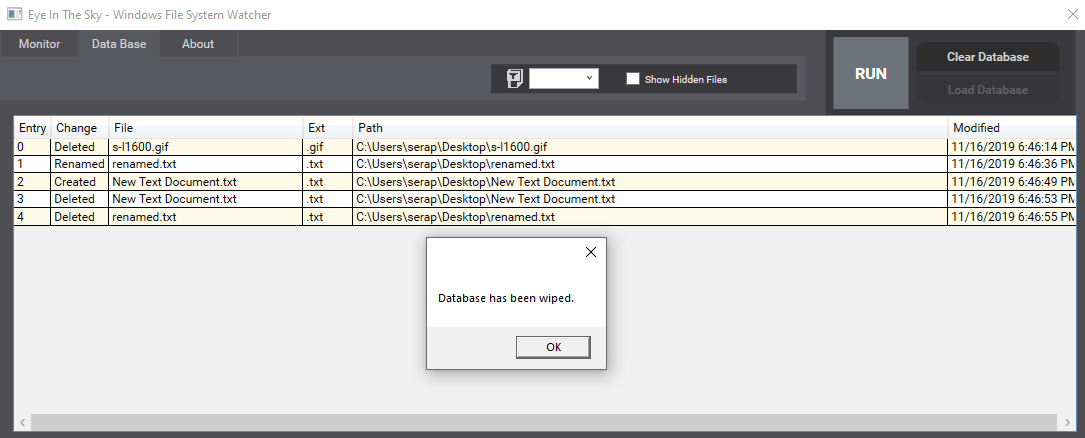 Eye In The Sky - Windows File System Watcher
Monitor Data Base About
RUN
Clear Database
Show Hidden Files
Load Database
Entry Change File Ext Path Modified
0 Deleted s-l1600.gif .gif C:\Users\serap\Desktop\s-l1600.gif 11/16/2019 6:46:14 PM
1 Renamed renamed.txt .txt C:\Users\serap\Desktop\renamed.txt 11/16/2019 6:46:36 PM
2 Created New Text Document.txt .txt C:\Users\serap\Desktop\New Text Document.txt 11/16/2019 6:46:49 PM
3 Deleted New Text Document.txt .txt C:\Users\serap\Desktop\New Text Document.txt 11/16/2019 6:46:53 PM
4 Deleted renamed.txt .txt C:\Users\serap\Desktop\renamed.txt 11/16/2019 6:46:55 PM
Database has been wiped.
OK